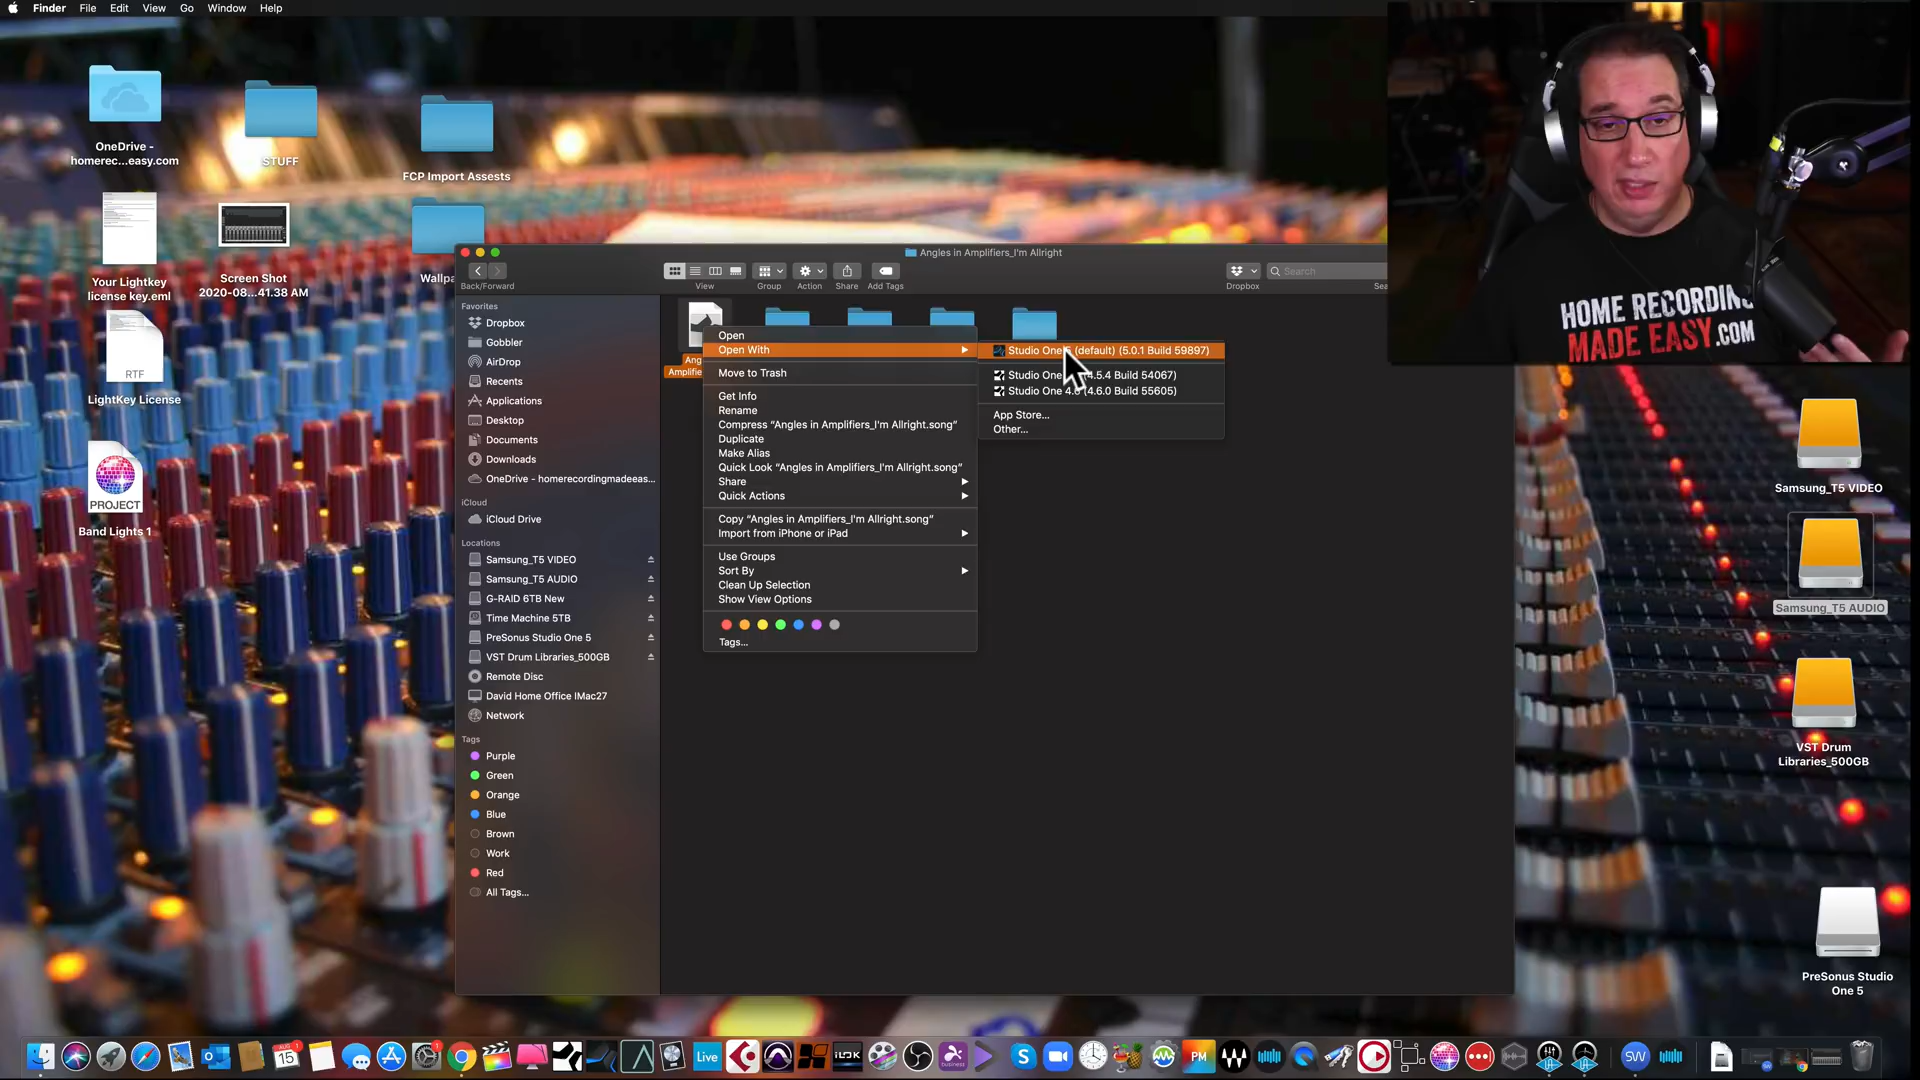 Finder File Edit View Go Window Help
OneDrive -
homerec...easy.com
STUFF
FCP Import Assests
Your Lightkey
license key.eml
Screen Shot
2020-08...41.38 AM
RTF
LightKey License
PROJECT
Band Lights 1
Angles in Amplifiers_I'm Allright
Back/Forward
View
Group
Action
Share
Add Tags
Dropbox
Search
Favorites
Dropbox
Gobbler
AirDrop
Recents
Applications
Desktop
Documents
Downloads
OneDrive - homerecordingmadeeas...
iCloud
iCloud Drive
Locations
Samsung_T5 VIDEO
Samsung_T5 AUDIO
G-RAID 6TB New
Time Machine 5TB
PreSonus Studio One 5
VST Drum Libraries_500GB
Remote Disc
David Home Office IMac27
Network
Tags
Purple
Green
Orange
Blue
Brown
Work
Red
All Tags...
Open
Open With
Move to Trash
Get Info
Rename
Compress "Angles in Amplifiers_I'm Allright.song"
Duplicate
Make Alias
Quick Look "Angles in Amplifiers_I'm Allright.song"
Share
Quick Actions
Copy "Angles in Amplifiers_I'm Allright.song"
Import from iPhone or iPad
Use Groups
Sort By
Clean Up Selection
Show View Options
Tags...
Studio One 5 (default) (5.0.1 Build 59897)
Studio One 4.5.4 Build 54067)
Studio One (4.6.0 Build 55605)
App Store...
Other...
HOME RECORDING
MADE EASY.COM
Samsung_T5 VIDEO
Samsung_T5 AUDIO
VST Drum
Libraries_500GB
PreSonus Studio
One 5
AUG
15
Live
iLOK
business
PM
SW